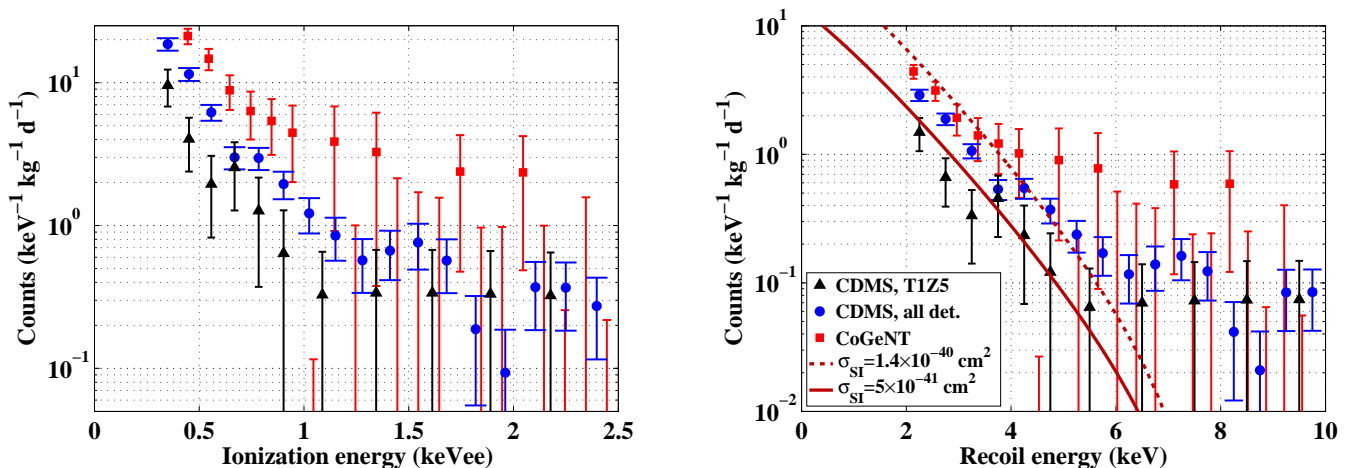 Counts (keV⁻¹ kg⁻¹ d⁻¹)
10¹
10⁰
10⁻¹
0 0.5 1 1.5 2 2.5
Ionization energy (keVee)
Counts (keV⁻¹ kg⁻¹ d⁻¹)
10¹
10⁰
10⁻¹
10⁻²
CDMS, T1Z5
CDMS, all det.
CoGeNT
σ_SI=1.4×10⁻⁴⁰ cm²
σ_SI=5×10⁻⁴¹ cm²
0 2 4 6 8 10
Recoil energy (keV)